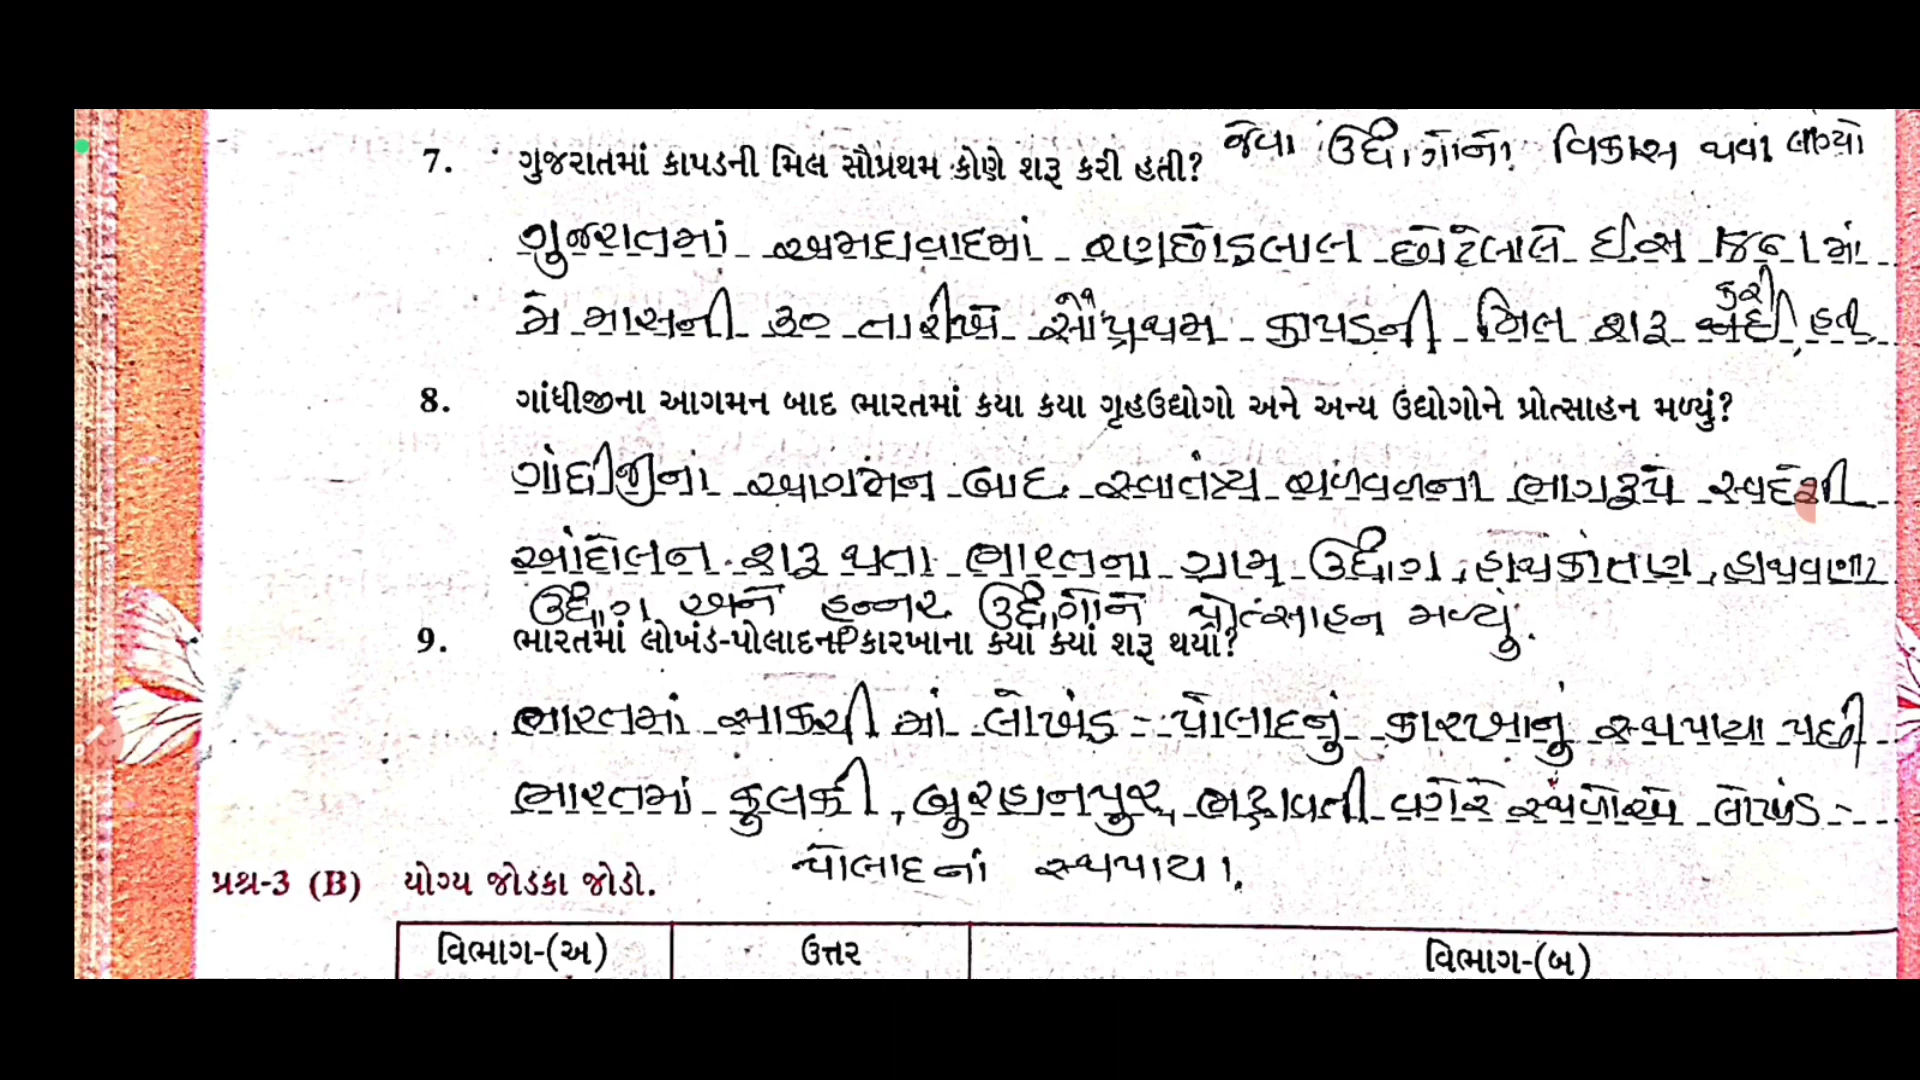 જેવા ઉદ્યોગોનો વિકાસ થવા લાગ્યો
7. ગુજરાતમાં કાપડની મિલ સૌપ્રથમ કોણે શરૂ કરી હતી?
ગુજરાતમાં અમદાવાદમાં રણછોડલાલ છોટેલાલે ઈ.સ ૧૮૬૧માં
મે માસની ૩૦ તારીખે સૌપ્રથમ કાપડની મિલ શરૂ કરી હતી
8. ગાંધીજીના આગમન બાદ ભારતમાં કયા કયા ગૃહઉદ્યોગો અને અન્ય ઉદ્યોગોને પ્રોત્સાહન મળ્યું?
ગાંધીજીના આગમન બાદ સ્વાતંત્ર્ય ચળવળના ભાગરૂપે સ્વદેશી
આંદોલન શરૂ થતા ભારતના ગ્રામ ઉદ્યોગ, હાથકાંતણ, હાથવણાટ
ઉદ્યોગ અને હુન્નર ઉદ્યોગોને પ્રોત્સાહન મળ્યું.
9. ભારતમાં લોખંડ-પોલાદના કારખાના ક્યાં ક્યાં શરૂ થયાં?
ભારતમાં સાકચી માં લોખંડ - પોલાદનું કારખાનું સ્થપાયા પછી
ભારતમાં કુલકી, બુરહાનપુર, ભદ્રાવતી વગેરે સ્થળોએ લોખંડ -
પોલાદનાં સ્થપાયા.
પ્રશ્ન-3 (B) યોગ્ય જોડકા જોડો.
વિભાગ-(અ) ઉત્તર વિભાગ-(બ)